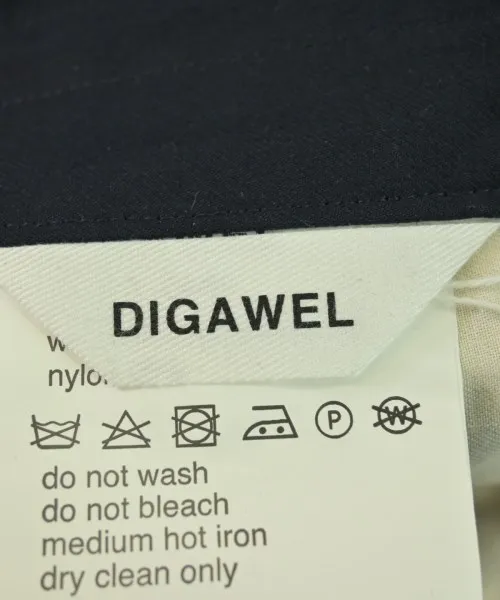 DIGAWEL
P
W
do not wash
do not bleach
medium hot iron
dry clean only